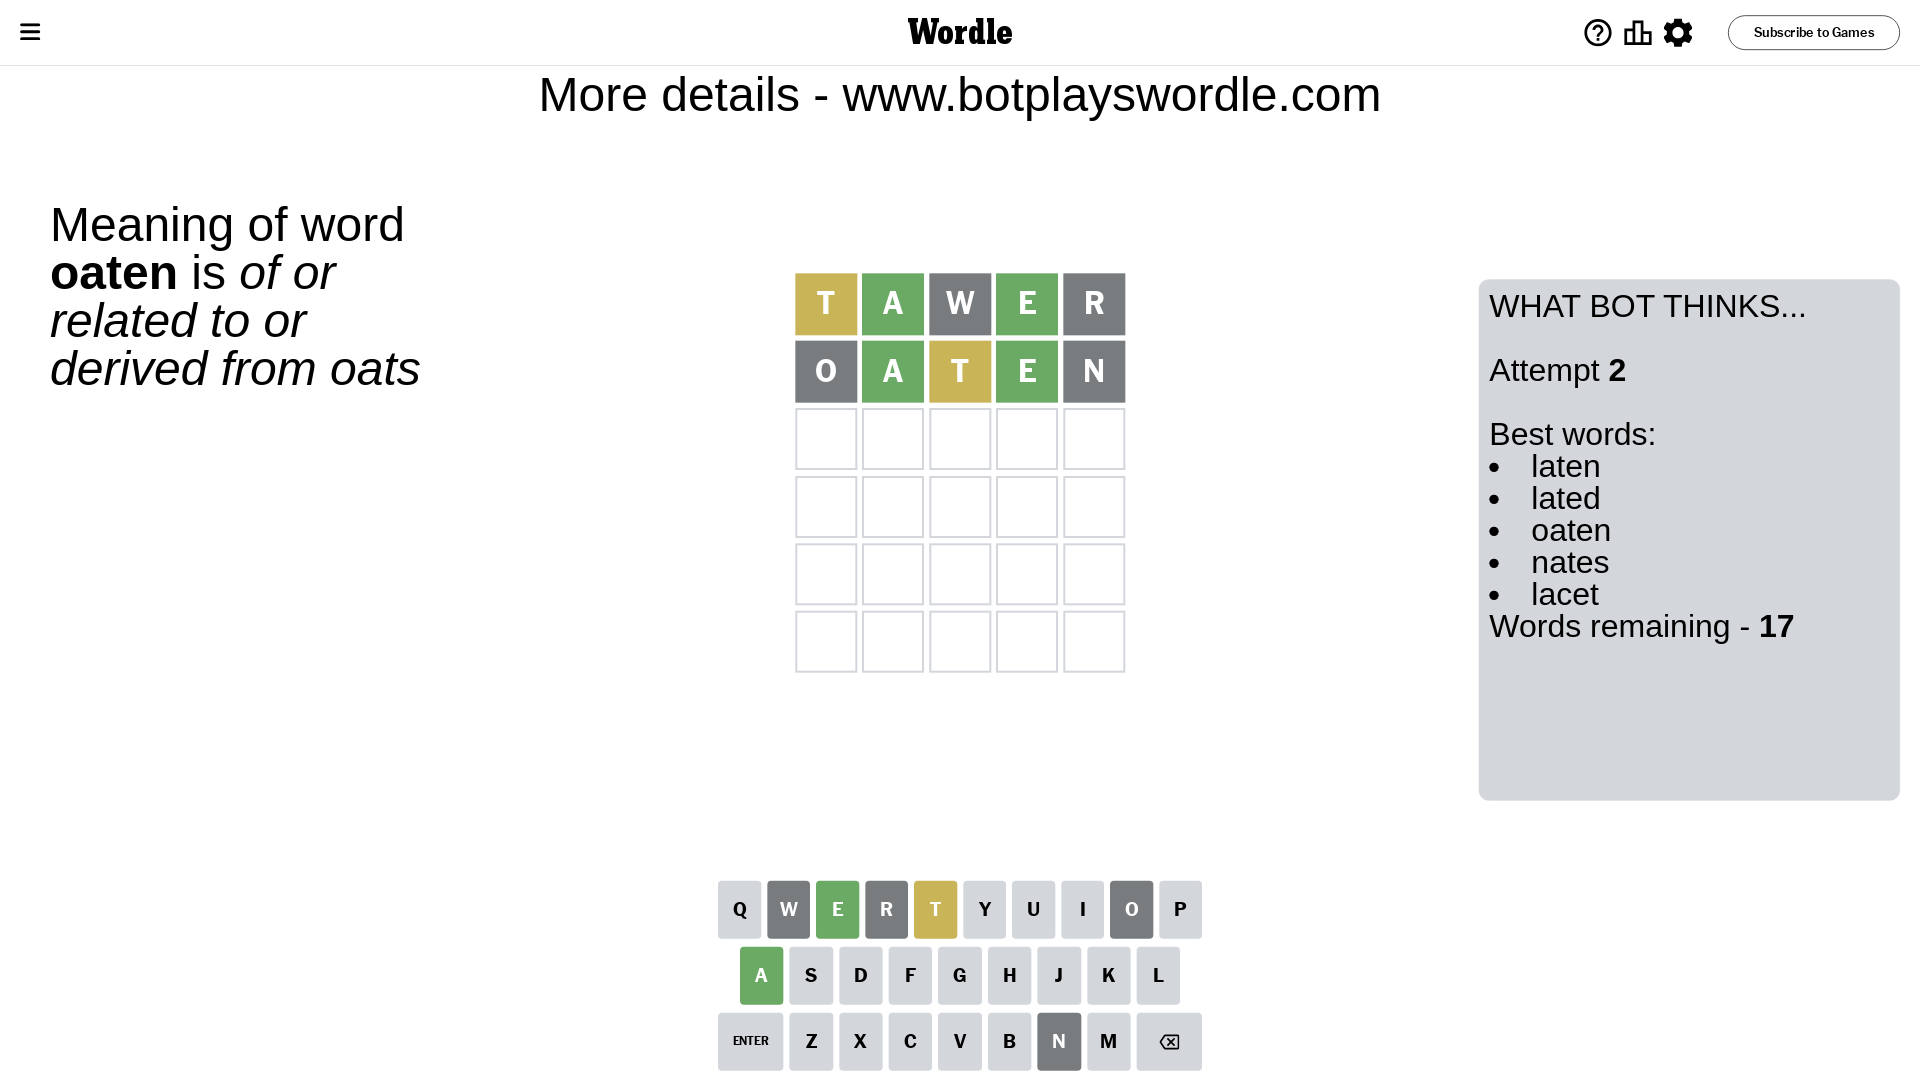 Wordle
Subscribe to Games
More details - www.botplayswordle.com
Meaning of word
oaten is of or
related to or
derived from oats
T A W E R
O A T E N
WHAT BOT THINKS...
Attempt 2
Best words:
• laten
• lated
• oaten
• nates
• lacet
Words remaining - 17
Q W E R T Y U I O P
A S D F G H J K L
ENTER Z X C V B N M